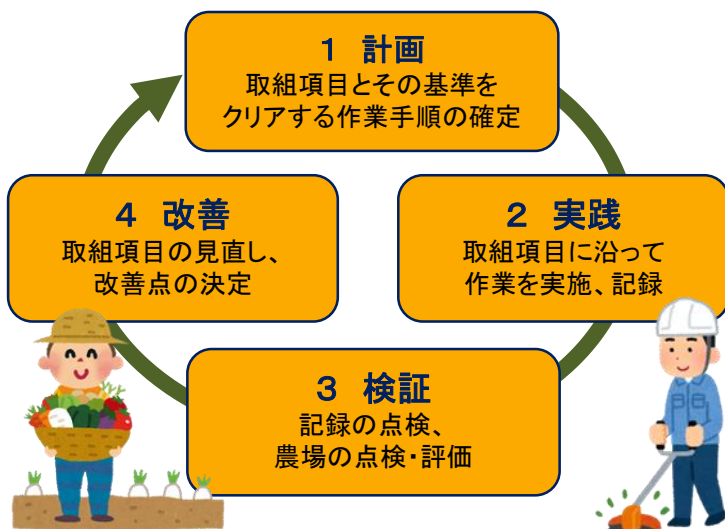 1 計画
取組項目とその基準を
クリアする作業手順の確定
2 実践
取組項目に沿って
作業を実施、記録
3 検証
記録の点検、
農場の点検・評価
4 改善
取組項目の見直し、
改善点の決定